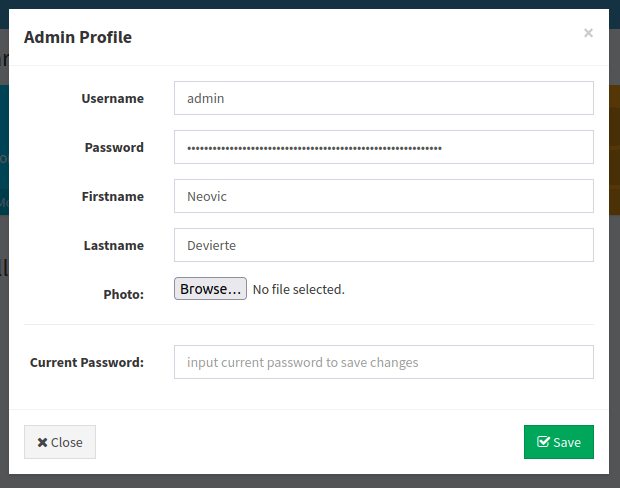 Admin Profile ×
Username admin
Password ••••••••••••••••••••••••••••••••••••••••••••••••••••••••••••
Firstname Neovic
Lastname Devierte
Photo: Browse... No file selected.
Current Password: input current password to save changes
Close Save